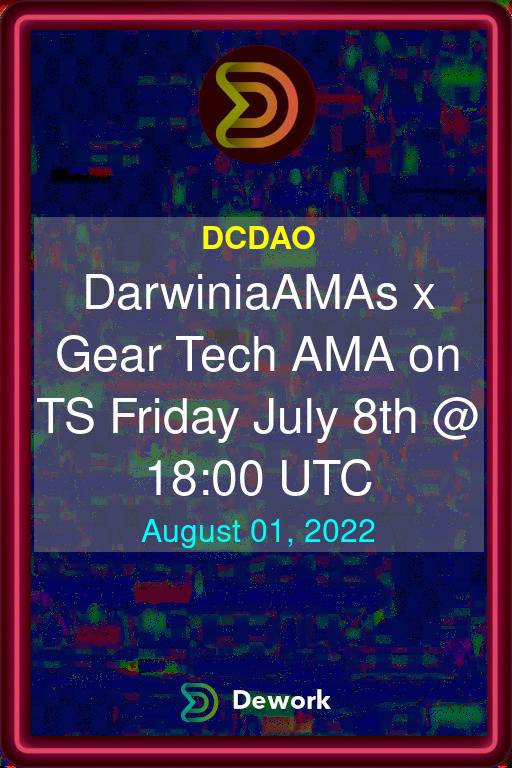 DCDAO
DarwiniaAMAs x
Gear Tech AMA on
TS Friday July 8th @
18:00 UTC
August 01, 2022
Dework